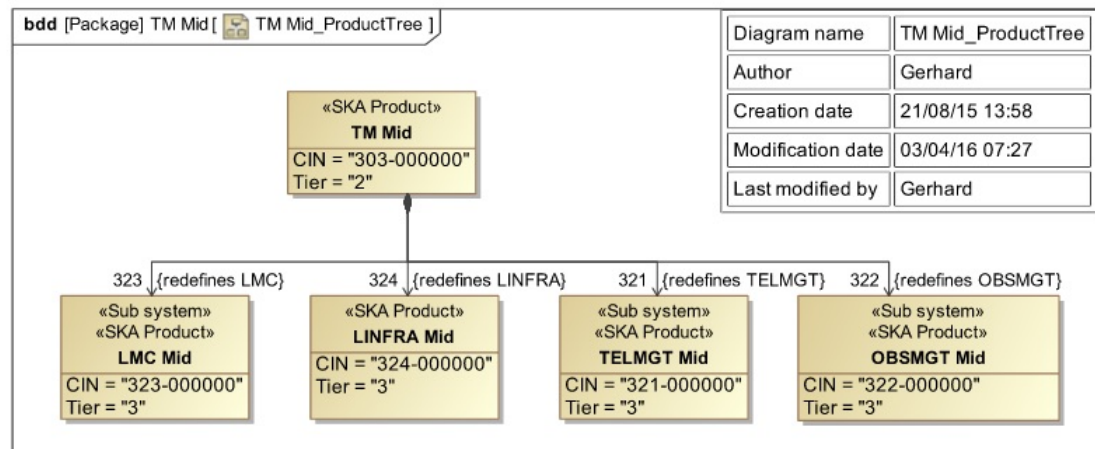 bdd [Package] TM Mid [ TM Mid_ProductTree ]
Diagram name TM Mid_ProductTree
Author Gerhard
Creation date 21/08/15 13:58
Modification date 03/04/16 07:27
Last modified by Gerhard
«SKA Product»
TM Mid
CIN = "303-000000"
Tier = "2"
323 {redefines LMC} 324 {redefines LINFRA} 321 {redefines TELMGT} 322 {redefines OBSMGT}
«Sub system»
«SKA Product»
LMC Mid
CIN = "323-000000"
Tier = "3"
«SKA Product»
LINFRA Mid
CIN = "324-000000"
Tier = "3"
«Sub system»
«SKA Product»
TELMGT Mid
CIN = "321-000000"
Tier = "3"
«Sub system»
«SKA Product»
OBSMGT Mid
CIN = "322-000000"
Tier = "3"